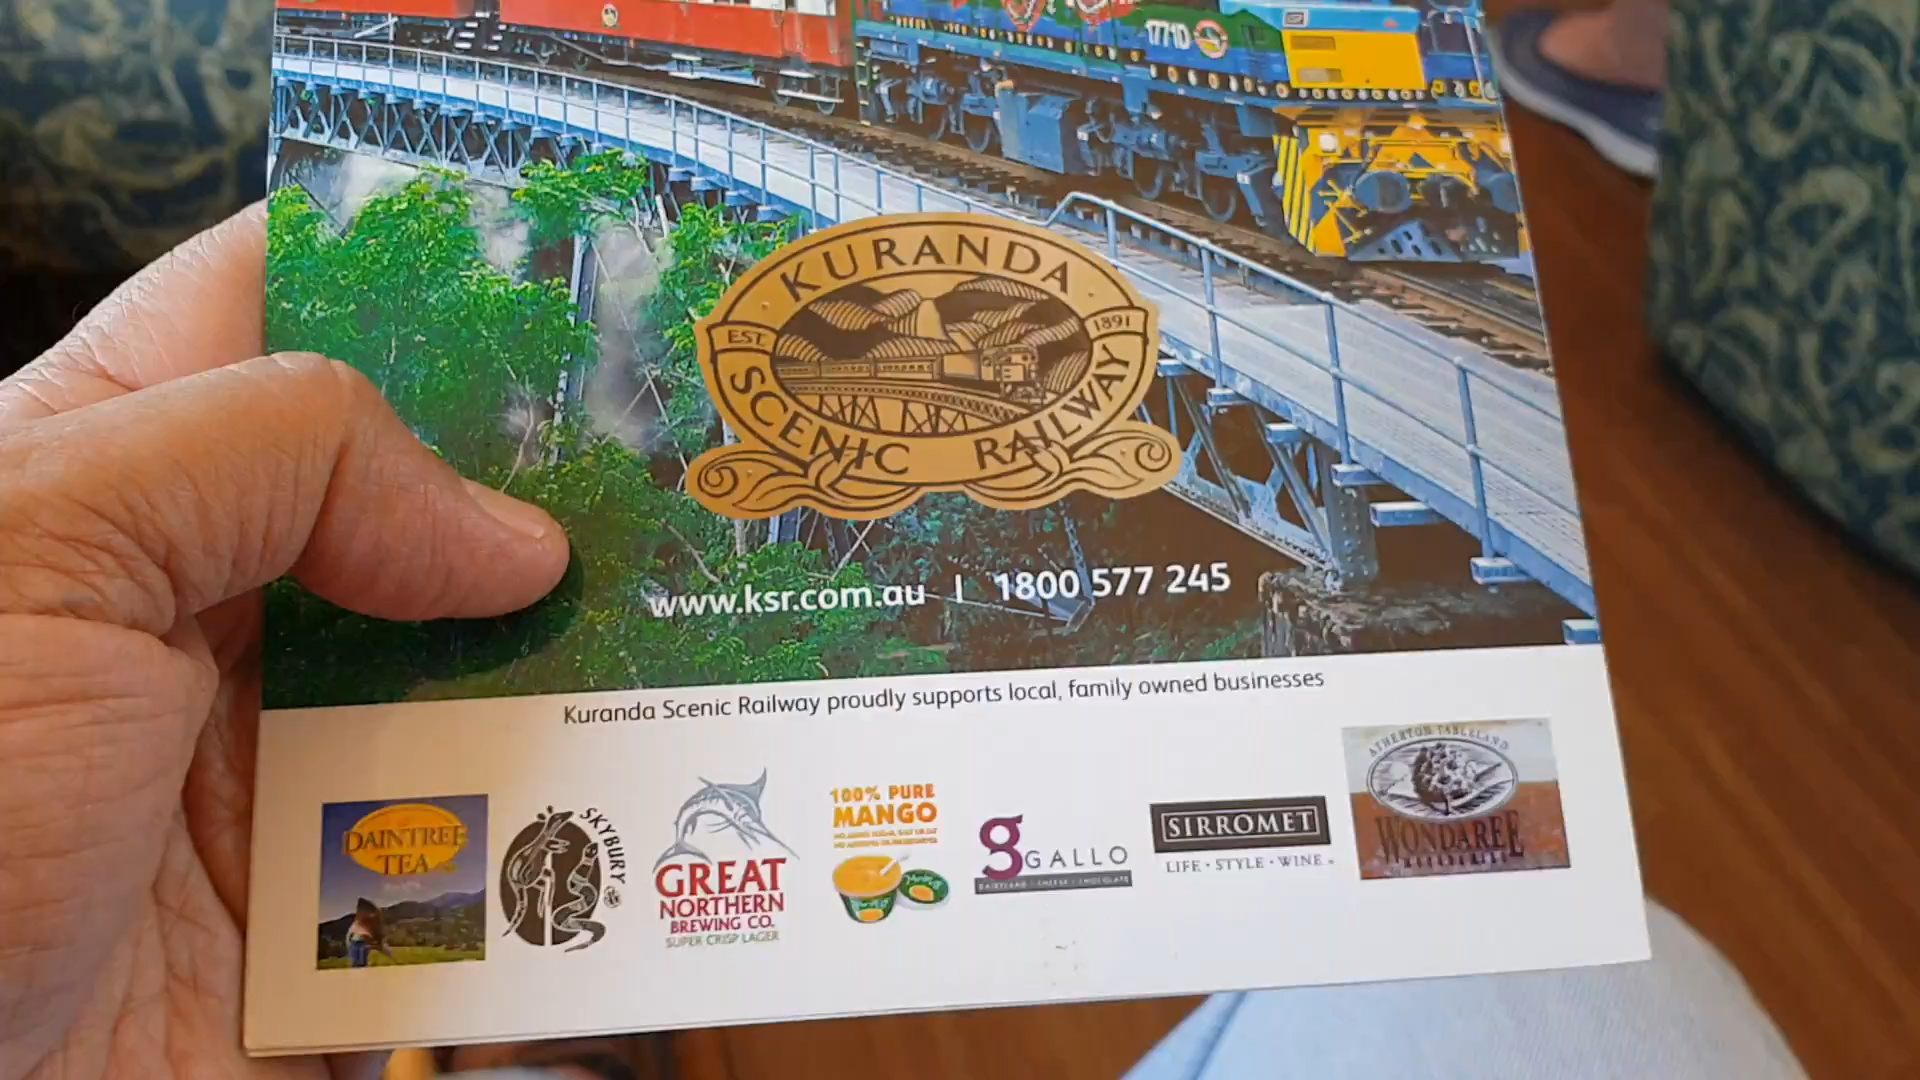 1771D
KURANDA
EST. 1891
SCENIC RAILWAY
www.ksr.com.au | 1800 577 245
Kuranda Scenic Railway proudly supports local, family owned businesses
DAINTREE
TEA
SKYBURY
GREAT
NORTHERN
BREWING CO.
SUPER CRISP LAGER
100% PURE
MANGO
g GALLO
DAIRYLAND | CHEESE | CHOCOLATE
SIRROMET
LIFE • STYLE • WINE
ATHERTON TABLELAND
WONDAREE